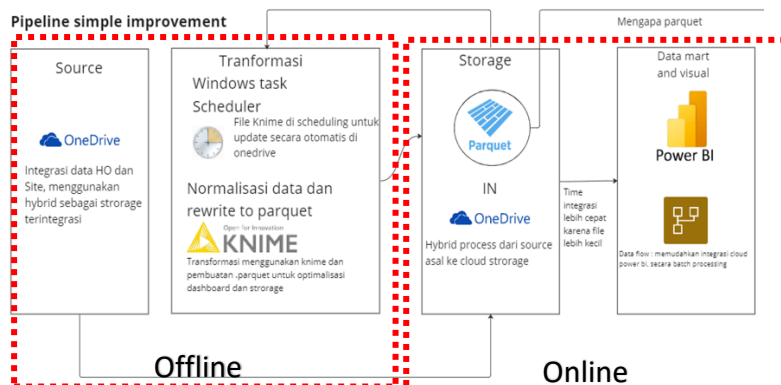 Pipeline simple improvement
Mengapa parquet
Source
OneDrive
Integrasi data HO dan
Site, menggunakan
hybrid sebagai strorage
terintegrasi
Tranformasi
Windows task
Scheduler
File Knime di scheduling untuk
update secara otomatis di
onedrive
Normalisasi data dan
rewrite to parquet
Open for Innovation
KNIME
Transformasi menggunakan knime dan
pembuatan .parquet untuk optimalisasi
dashboard dan strorage
Storage
Parquet
IN
OneDrive
Hybrid process dari source
asal ke cloud strorage
Time
integrasi
lebih cepat
karena file
lebih kecil
Data mart
and visual
Power BI
Data flow : memudahkan integrasi cloud
power bi, secara batch processing
Offline
Online